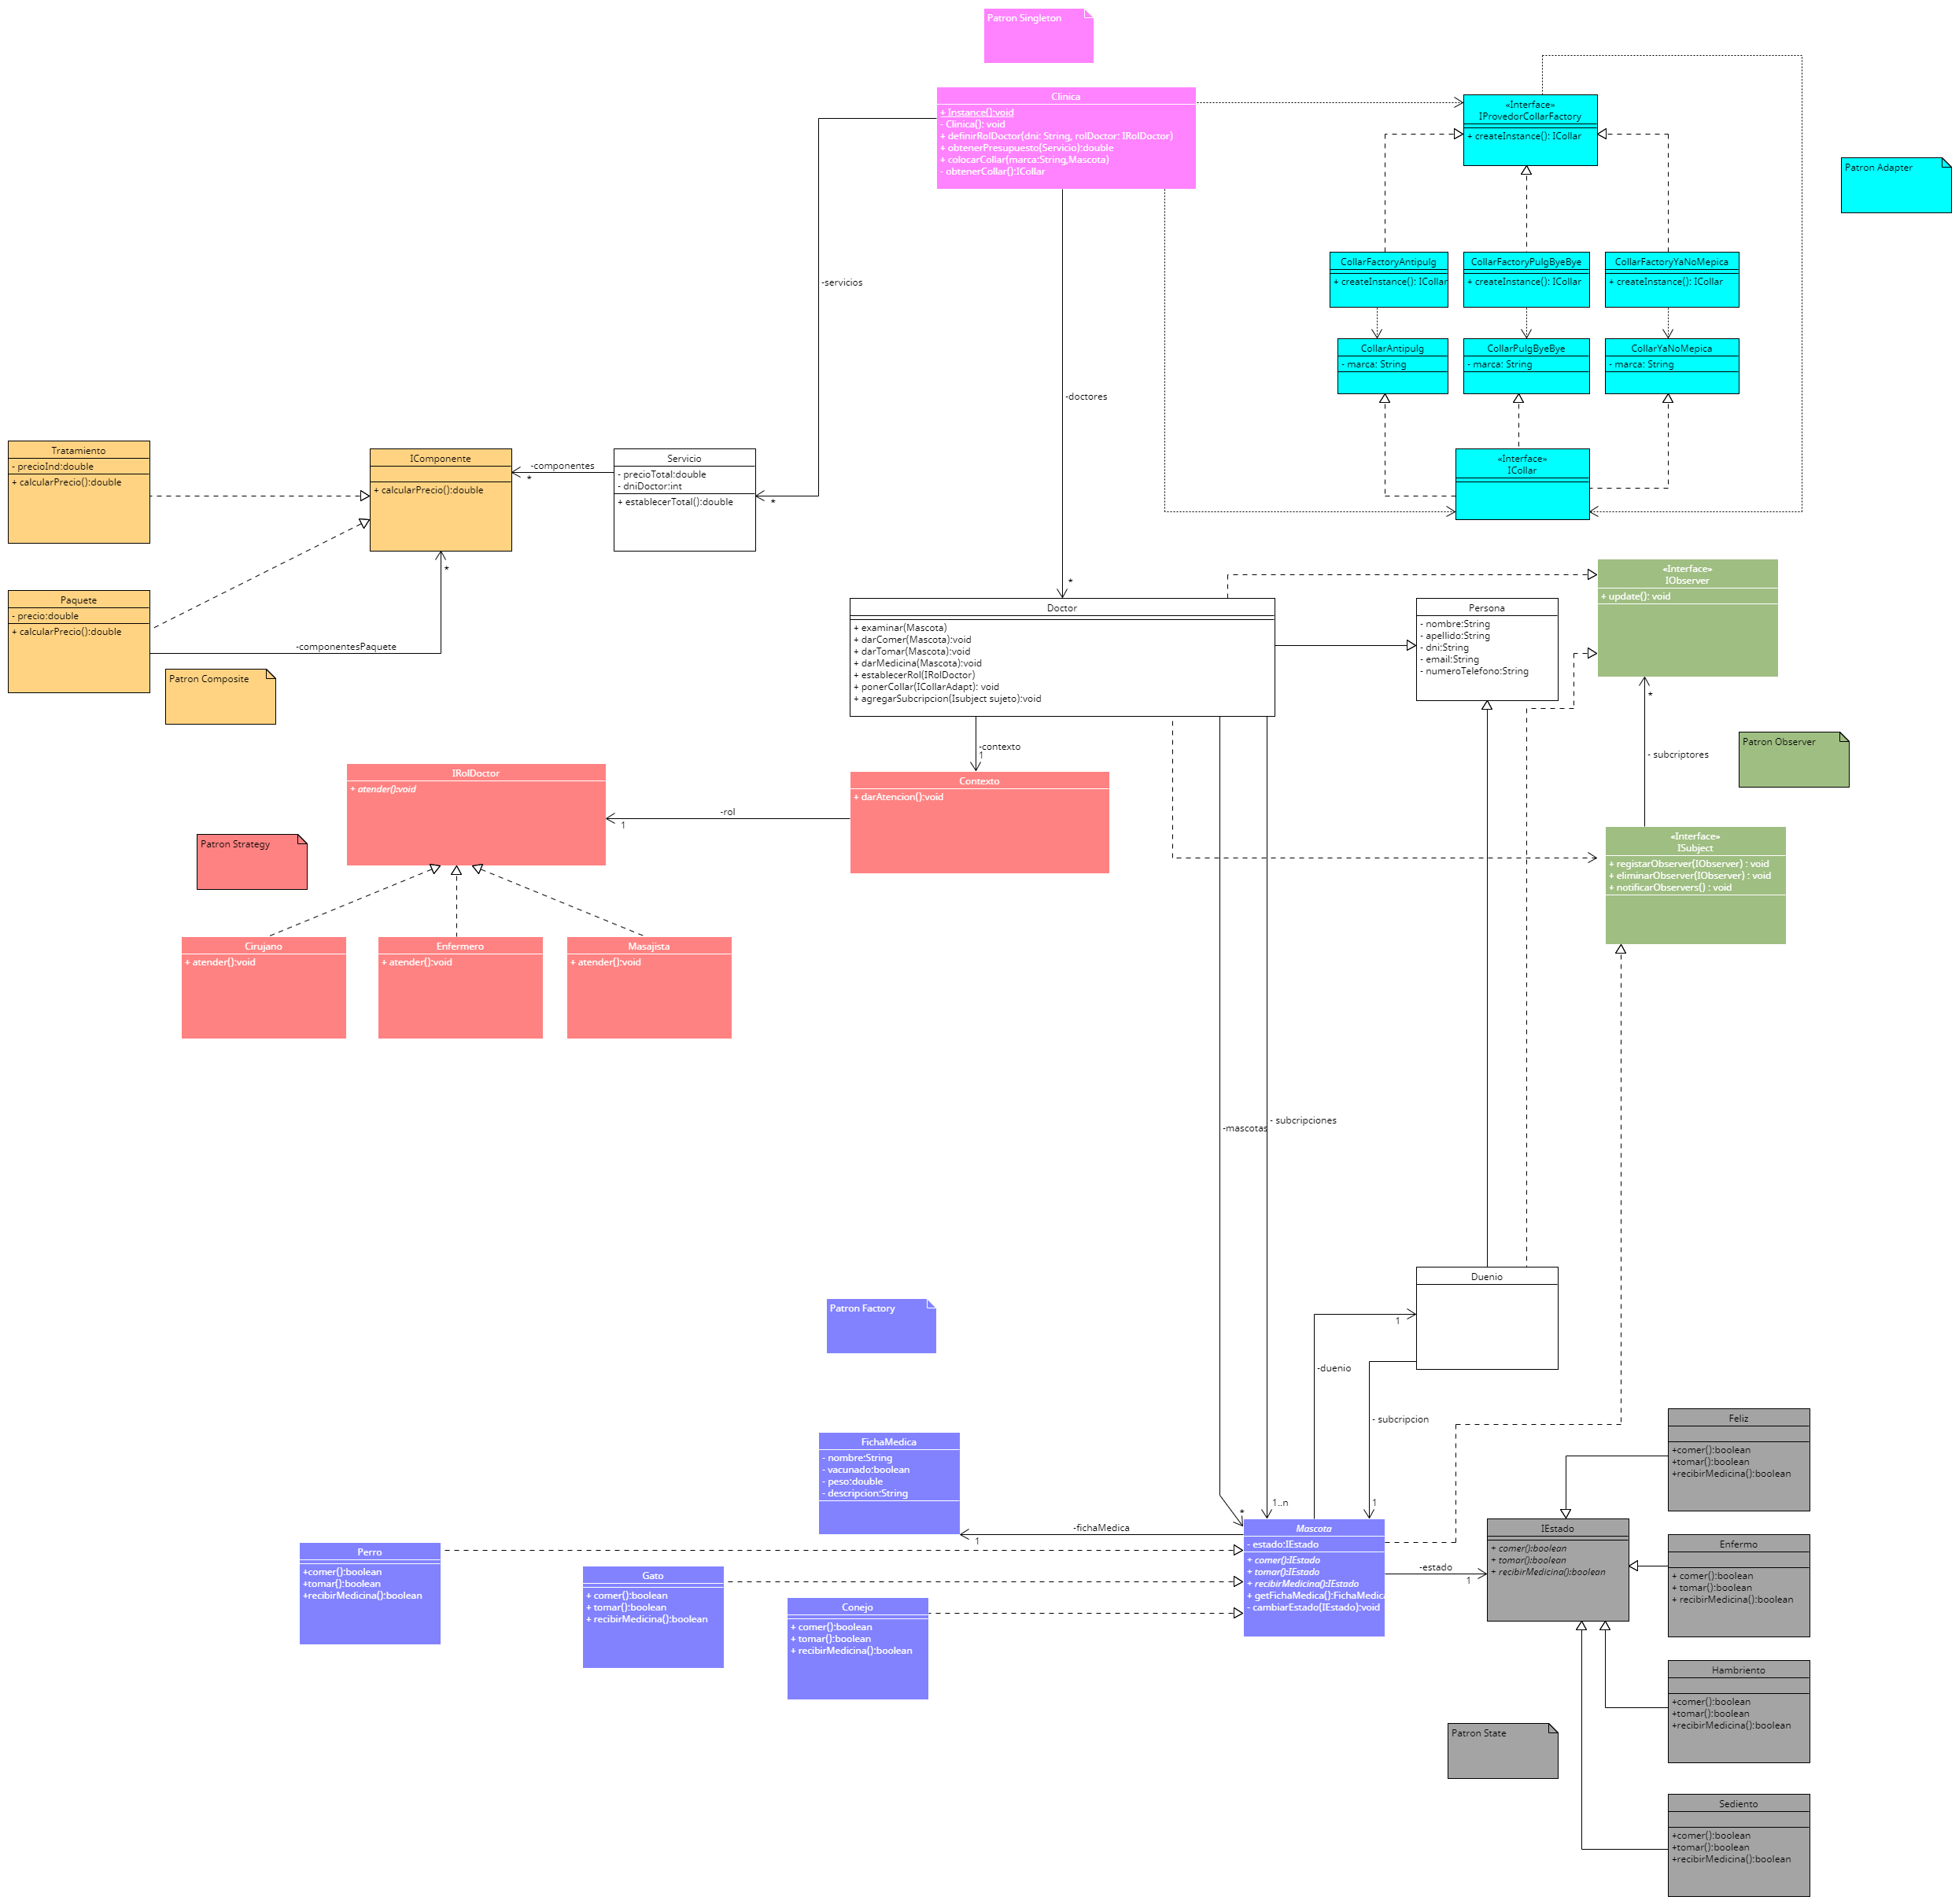 Patron Singleton
Clinica
+ Instance():void
- Clinica(): void
+ definirRolDoctor(dni: String, rolDoctor: IRolDoctor)
+ obtenerPresupuesto(Servicio):double
+ colocarCollar(marca:String,Mascota)
- obtenerCollar():ICollar
«Interface»
IProvedorCollarFactory
+ createInstance(): ICollar
Patron Adapter
CollarFactoryAntipulg
+ createInstance(): ICollar
CollarFactoryPulgByeBye
+ createInstance(): ICollar
CollarFactoryYaNoMepica
+ createInstance(): ICollar
-servicios
CollarAntipulg
- marca: String
CollarPulgByeBye
- marca: String
CollarYaNoMepica
- marca: String
-doctores
Tratamiento
- precioInd:double
+ calcularPrecio():double
IComponente
+ calcularPrecio():double
-componentes
*
Servicio
- precioTotal:double
- dniDoctor:int
+ establecerTotal():double
*
«Interface»
ICollar
*
Paquete
- precio:double
+ calcularPrecio():double
-componentesPaquete
*
Patron Composite
Doctor
+ examinar(Mascota)
+ darComer(Mascota):void
+ darTomar(Mascota):void
+ darMedicina(Mascota):void
+ establecerRol(IRolDoctor)
+ ponerCollar(ICollarAdapt): void
+ agregarSubcripcion(Isubject sujeto):void
Persona
- nombre:String
- apellido:String
- dni:String
- email:String
- numeroTelefono:String
«Interface»
IObserver
+ update(): void
*
Patron Observer
- subcriptores
-contexto
1
IRolDoctor
+ atender():void
Contexto
+ darAtencion():void
-rol
1
Patron Strategy
«Interface»
ISubject
+ registarObserver(IObserver) : void
+ eliminarObserver(IObserver) : void
+ notificarObservers() : void
Cirujano
+ atender():void
Enfermero
+ atender():void
Masajista
+ atender():void
- subcripciones
-mascotas
Duenio
Patron Factory
1
-duenio
- subcripcion
FichaMedica
- nombre:String
- vacunado:boolean
- peso:double
- descripcion:String
Feliz
+comer():boolean
+tomar():boolean
+recibirMedicina():boolean
*
1..n
1
-fichaMedica
1
Mascota
- estado:IEstado
+ comer():IEstado
+ tomar():IEstado
+ recibirMedicina():IEstado
+ getFichaMedica():FichaMedica
- cambiarEstado(IEstado):void
-estado
1
IEstado
+ comer():boolean
+ tomar():boolean
+ recibirMedicina():boolean
Enfermo
+ comer():boolean
+ tomar():boolean
+ recibirMedicina():boolean
Perro
+comer():boolean
+tomar():boolean
+recibirMedicina():boolean
Gato
+ comer():boolean
+ tomar():boolean
+ recibirMedicina():boolean
Conejo
+ comer():boolean
+ tomar():boolean
+ recibirMedicina():boolean
Hambriento
+comer():boolean
+tomar():boolean
+recibirMedicina():boolean
Patron State
Sediento
+comer():boolean
+tomar():boolean
+recibirMedicina():boolean